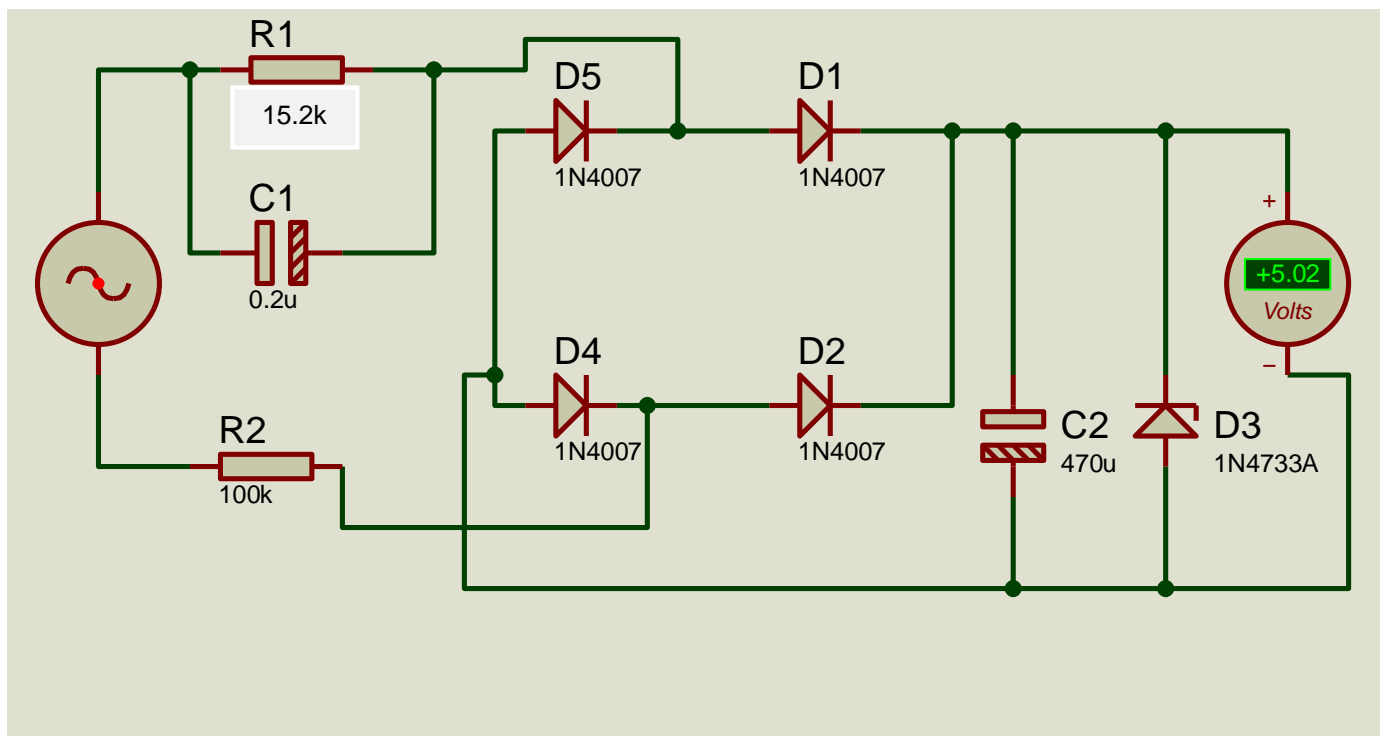 R1
15.2k
C1
0.2u
D5
1N4007
D1
1N4007
+
+5.02
Volts
−
D4
1N4007
D2
1N4007
R2
100k
C2
470u
D3
1N4733A